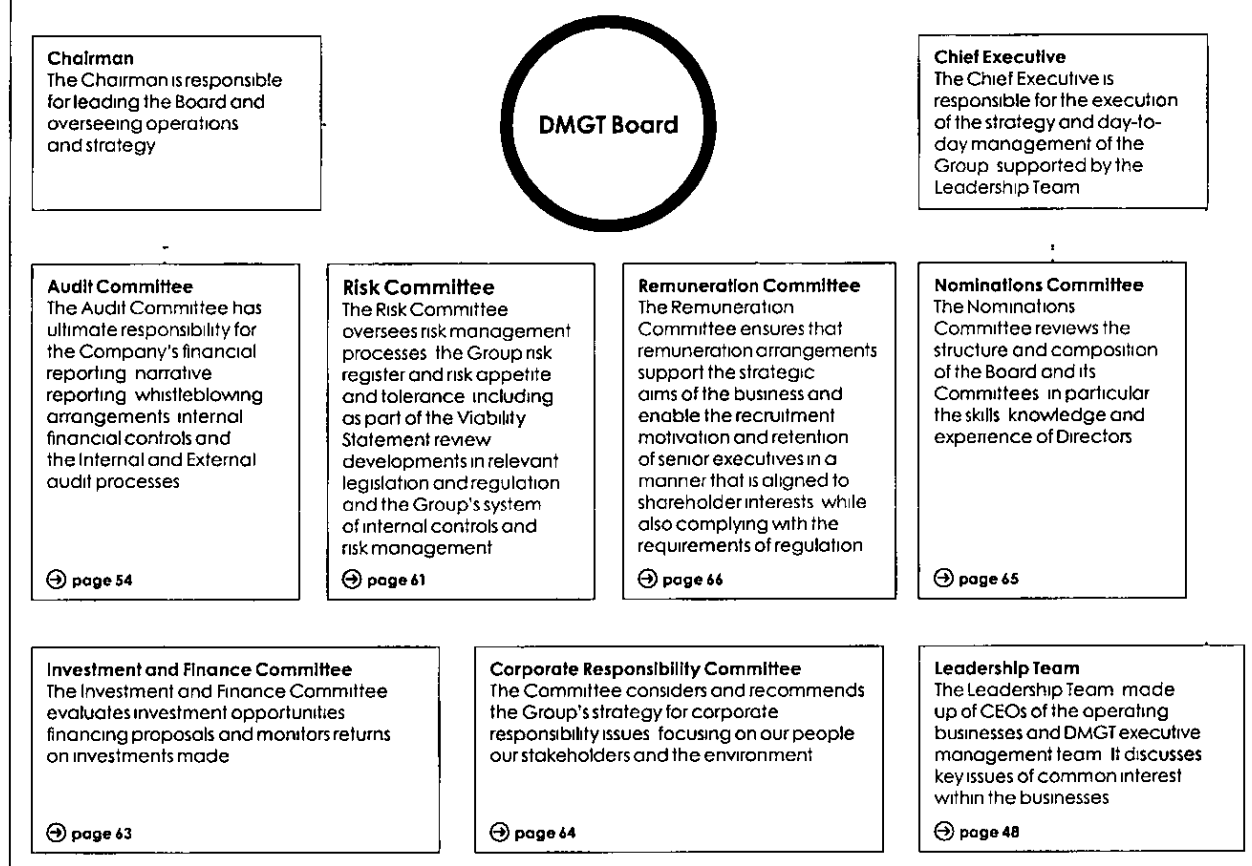 Chairman
The Chairman is responsible
for leading the Board and
overseeing operations
and strategy
DMGT Board
Chief Executive
The Chief Executive is
responsible for the execution
of the strategy and day-to-
day management of the
Group supported by the
Leadership Team
Audit Committee
The Audit Committee has
ultimate responsibility for
the Company's financial
reporting narrative
reporting whistleblowing
arrangements internal
financial controls and
the Internal and External
audit processes
page 54
Risk Committee
The Risk Committee
oversees risk management
processes the Group risk
register and risk appetite
and tolerance including
as part of the Viability
Statement review
developments in relevant
legislation and regulation
and the Group's system
of internal controls and
risk management
page 61
Remuneration Committee
The Remuneration
Committee ensures that
remuneration arrangements
support the strategic
aims of the business and
enable the recruitment
motivation and retention
of senior executives in a
manner that is aligned to
shareholder interests while
also complying with the
requirements of regulation
page 66
Nominations Committee
The Nominations
Committee reviews the
structure and composition
of the Board and its
Committees in particular
the skills knowledge and
experience of Directors
page 65
Investment and Finance Committee
The Investment and Finance Committee
evaluates investment opportunities
financing proposals and monitors returns
on investments made
page 63
Corporate Responsibility Committee
The Committee considers and recommends
the Group's strategy for corporate
responsibility issues focusing on our people
our stakeholders and the environment
page 64
Leadership Team
The Leadership Team made
up of CEOs of the operating
businesses and DMGT executive
management team It discusses
key issues of common interest
within the businesses
page 48